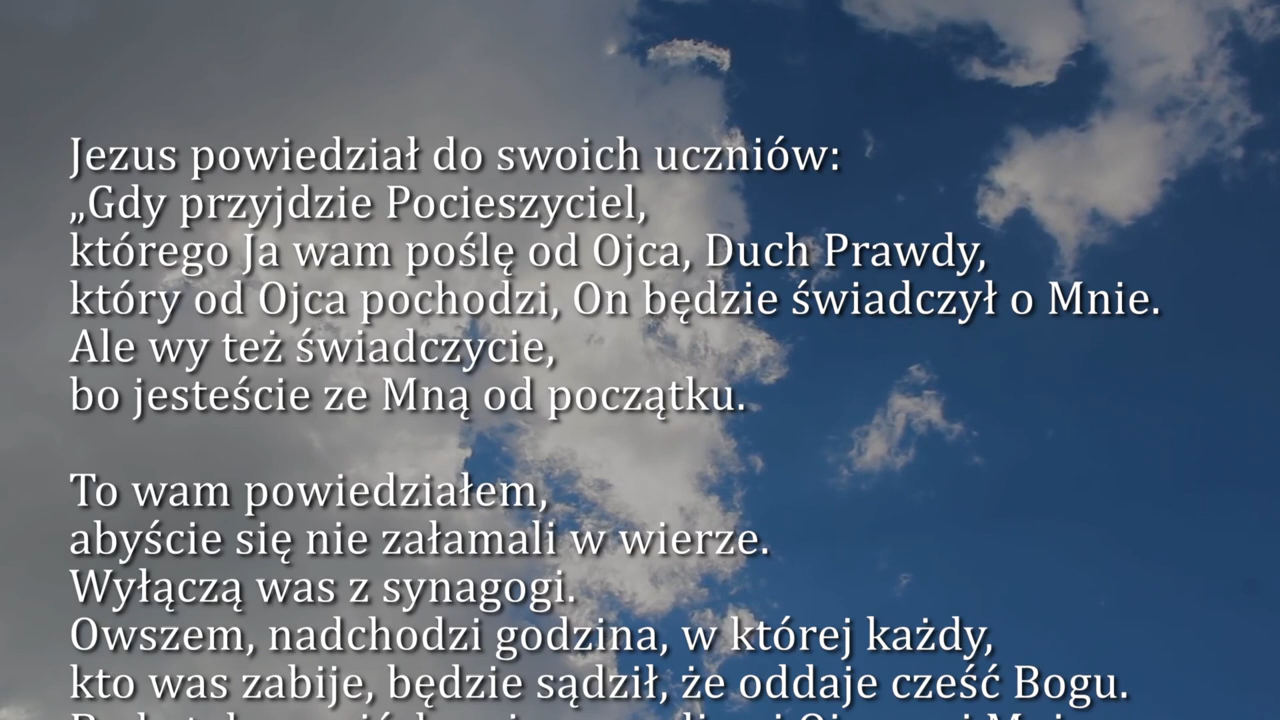 Jezus powiedział do swoich uczniów:
„Gdy przyjdzie Pocieszyciel,
którego Ja wam poślę od Ojca, Duch Prawdy,
który od Ojca pochodzi, On będzie świadczył o Mnie.
Ale wy też świadczycie,
bo jesteście ze Mną od początku.
To wam powiedziałem,
abyście się nie załamali w wierze.
Wyłączą was z synagogi.
Owszem, nadchodzi godzina, w której każdy,
kto was zabije, będzie sądził, że oddaje cześć Bogu.